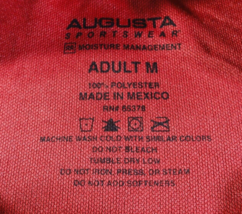 AUGUSTA
SPORTSWEAR
MOISTURE MANAGEMENT
ADULT M
100% POLYESTER
MADE IN MEXICO
RN# 66378
MACHINE WASH COLD WITH SIMILAR COLORS
DO NOT BLEACH
TUMBLE DRY LOW
DO NOT IRON, PRESS, OR STEAM
DO NOT ADD SOFTENERS